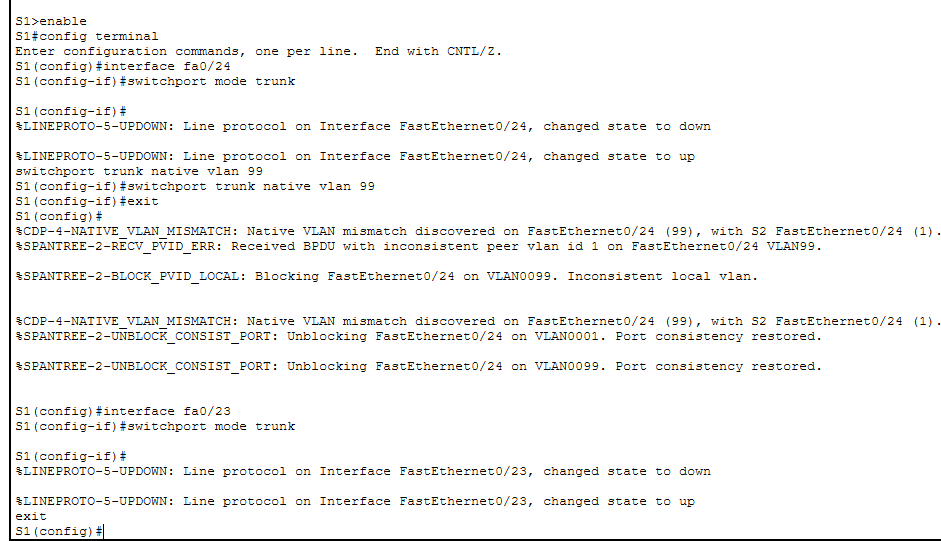 S1>enable
S1#config terminal
Enter configuration commands, one per line.  End with CNTL/Z.
S1(config)#interface fa0/24
S1(config-if)#switchport mode trunk
S1(config-if)#
%LINEPROTO-5-UPDOWN: Line protocol on Interface FastEthernet0/24, changed state to down
%LINEPROTO-5-UPDOWN: Line protocol on Interface FastEthernet0/24, changed state to up
switchport trunk native vlan 99
S1(config-if)#switchport trunk native vlan 99
S1(config-if)#exit
S1(config)#
%CDP-4-NATIVE_VLAN_MISMATCH: Native VLAN mismatch discovered on FastEthernet0/24 (99), with S2 FastEthernet0/24 (1).
%SPANTREE-2-RECV_PVID_ERR: Received BPDU with inconsistent peer vlan id 1 on FastEthernet0/24 VLAN99.
%SPANTREE-2-BLOCK_PVID_LOCAL: Blocking FastEthernet0/24 on VLAN0099. Inconsistent local vlan.
%CDP-4-NATIVE_VLAN_MISMATCH: Native VLAN mismatch discovered on FastEthernet0/24 (99), with S2 FastEthernet0/24 (1).
%SPANTREE-2-UNBLOCK_CONSIST_PORT: Unblocking FastEthernet0/24 on VLAN0001. Port consistency restored.
%SPANTREE-2-UNBLOCK_CONSIST_PORT: Unblocking FastEthernet0/24 on VLAN0099. Port consistency restored.
S1(config)#interface fa0/23
S1(config-if)#switchport mode trunk
S1(config-if)#
%LINEPROTO-5-UPDOWN: Line protocol on Interface FastEthernet0/23, changed state to down
%LINEPROTO-5-UPDOWN: Line protocol on Interface FastEthernet0/23, changed state to up
exit
S1(config)#